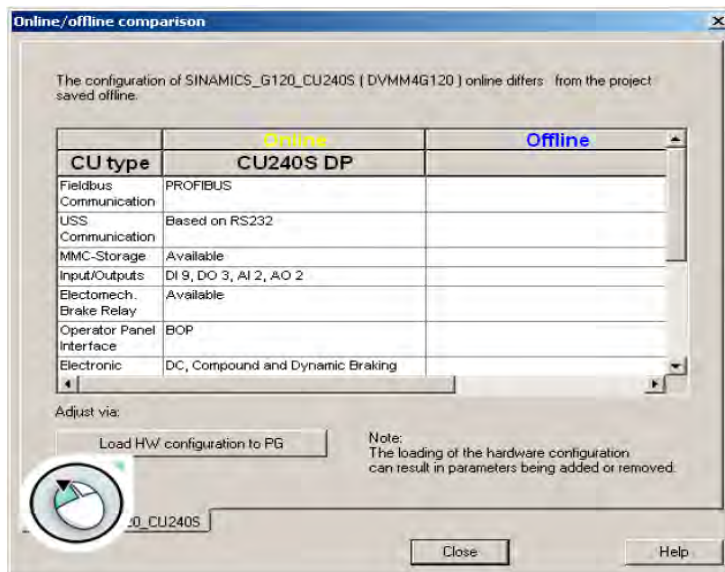 Online/offline comparison
The configuration of SINAMICS_G120_CU240S ( DVMM4G120 ) online differs from the project
saved offline.
Online Offline
CU type CU240S DP
Fieldbus PROFIBUS
Communication
USS Based on RS232
Communication
MMC-Storage Available
Input/Outputs DI 9, DO 3, AI 2, AO 2
Electomech. Available
Brake Relay
Operator Panel BOP
Interface
Electronic DC, Compound and Dynamic Braking
Adjust via:
Load HW configuration to PG
Note:
The loading of the hardware configuration
can result in parameters being added or removed.
20_CU240S
Close Help